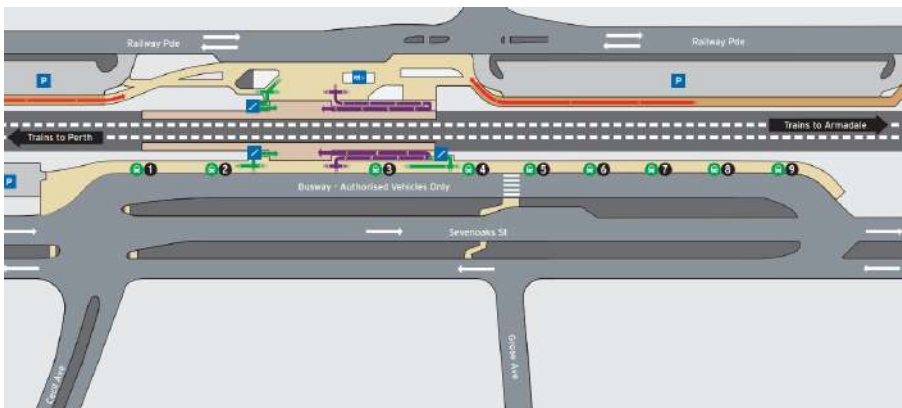 Railway Pde
Railway Pde
P
P
Trains to Perth
Trains to Armadale
P
1
2
3
4
5
6
7
8
9
Busway - Authorised Vehicles Only
Sevenoaks St
Cecil Ave
Grose Ave